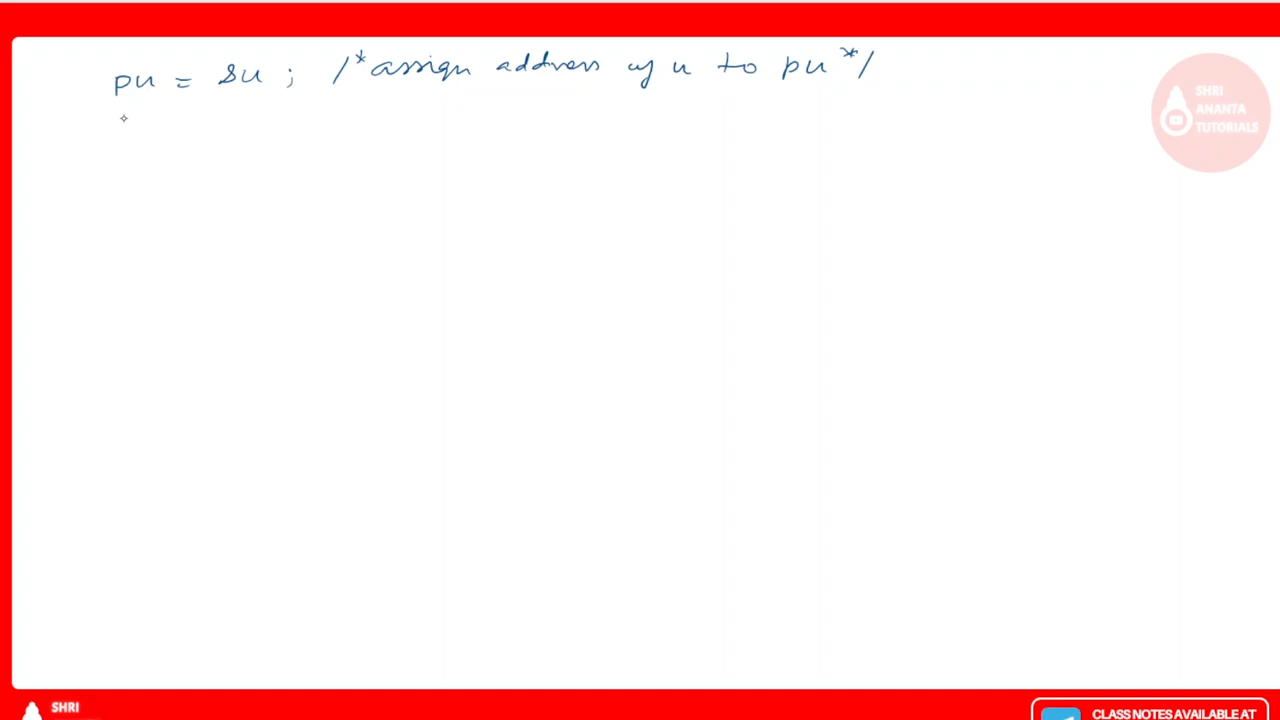 pu = &u ; /*assign address of u to pu */
SHRI
ANANTA
TUTORIALS
SHRI
CLASS NOTES AVAILABLE AT